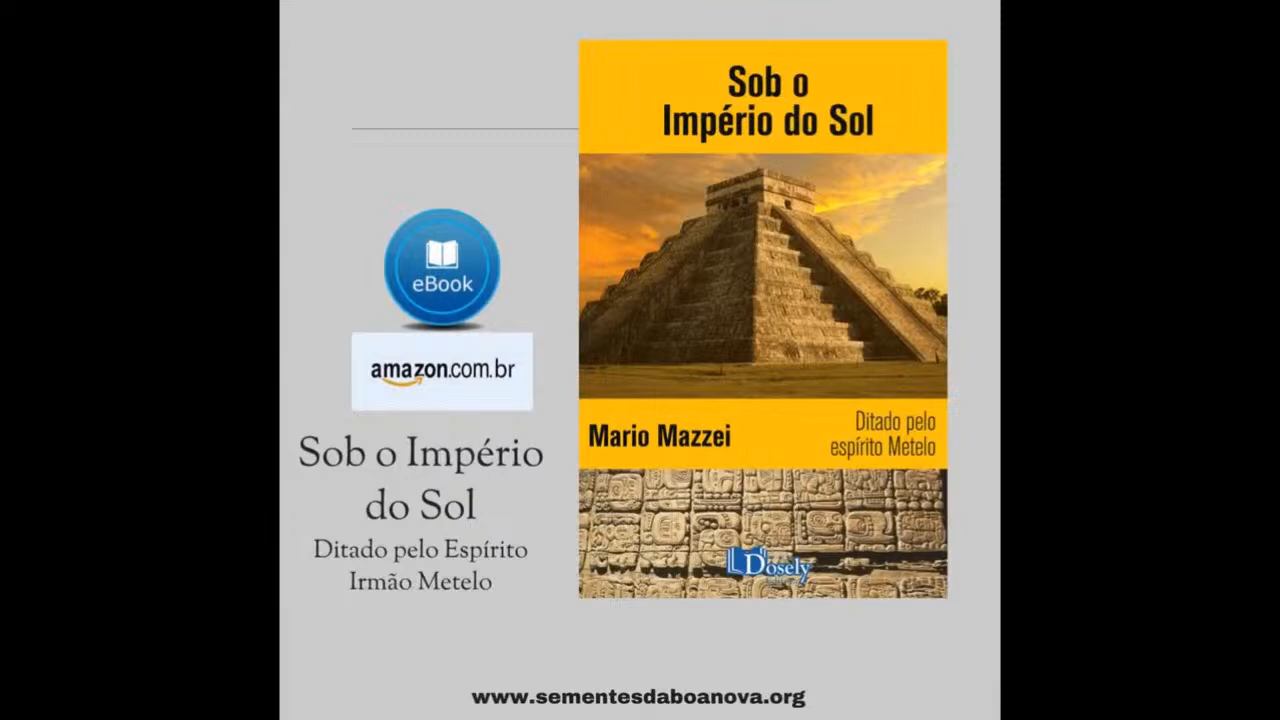 eBook
amazon.com.br
Sob o Império
do Sol
Ditado pelo Espírito
Irmão Metelo
Sob o
Império do Sol
Mario Mazzei
Ditado pelo
espírito Metelo
Dosely
www.sementesdaboanova.org